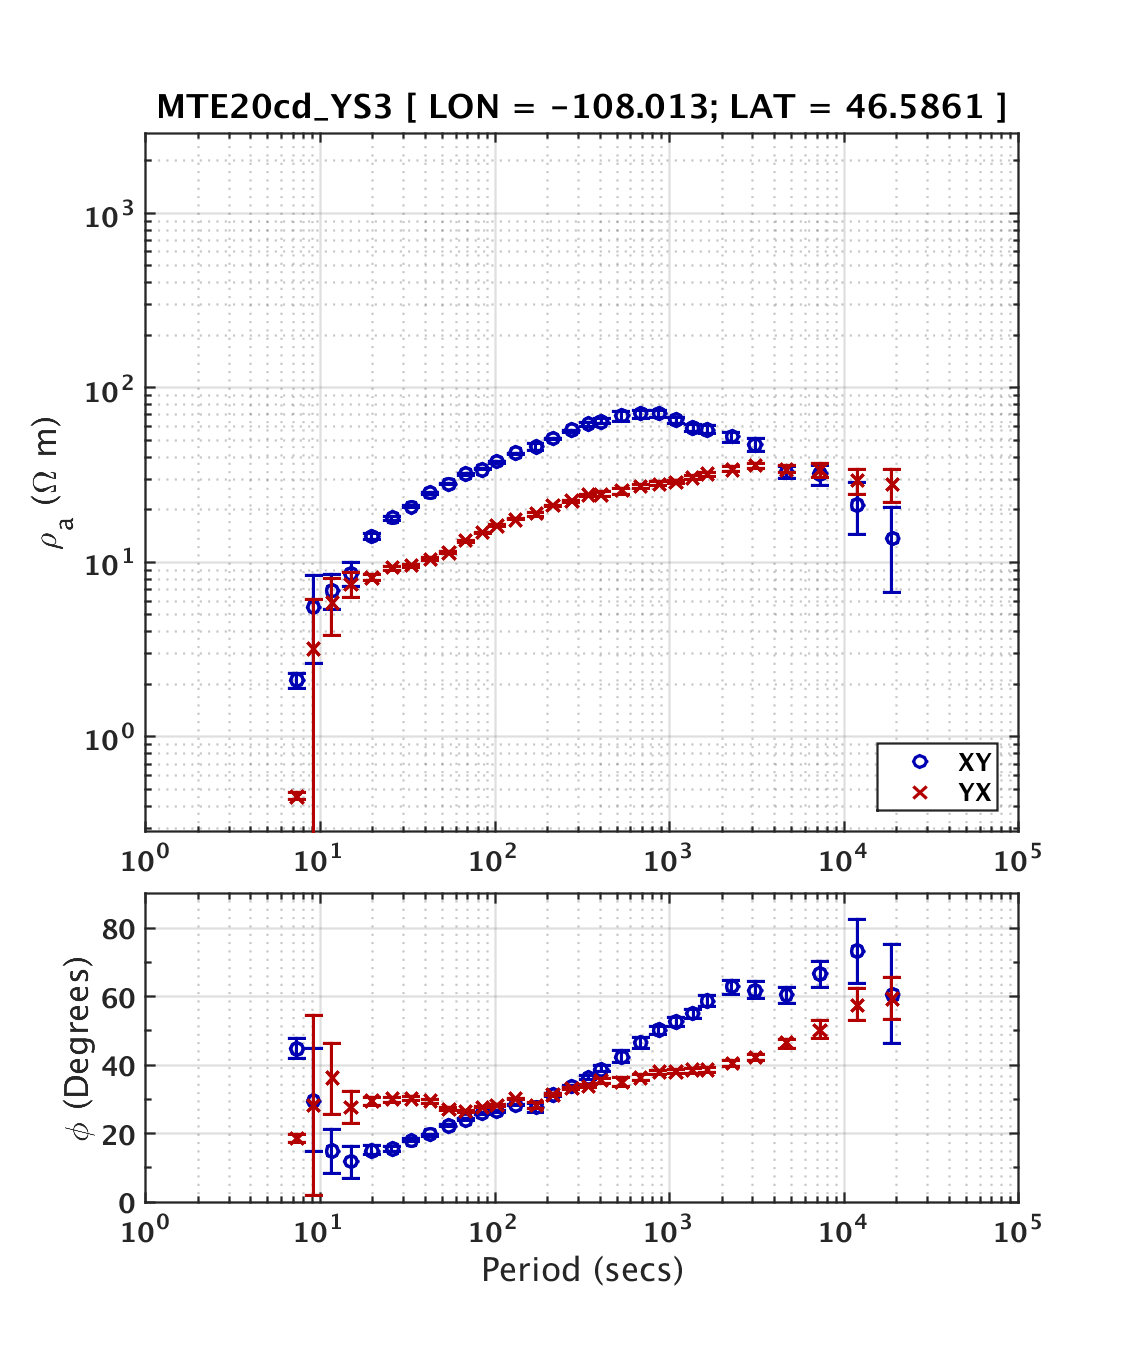 MTE20cd_YS3 [ LON = -108.013; LAT = 46.5861 ]
10³
10²
10¹
10⁰
ρₐ (Ω m)
XY
YX
10⁰ 10¹ 10² 10³ 10⁴ 10⁵
80
60
40
20
0
ϕ (Degrees)
10⁰ 10¹ 10² 10³ 10⁴ 10⁵
Period (secs)